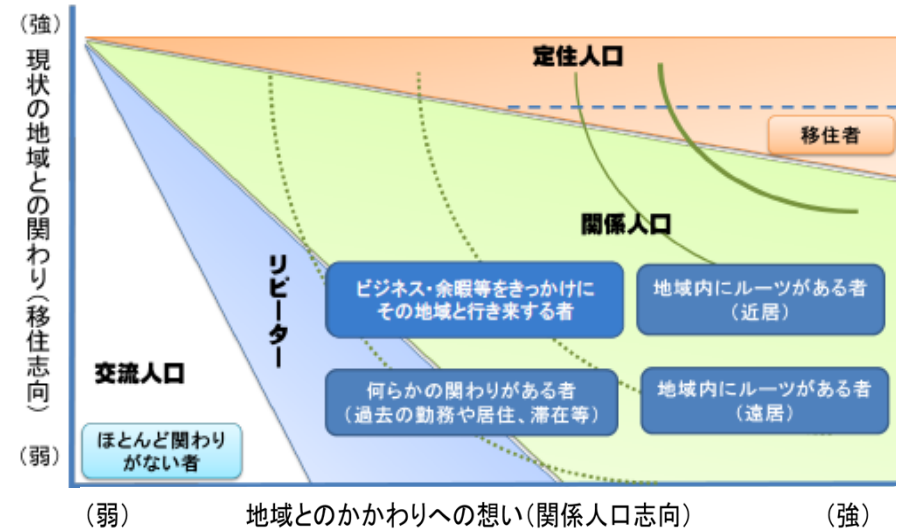 （強）
現状の地域との関わり（移住志向）
（弱）
定住人口
移住者
関係人口
リピーター
ビジネス・余暇等をきっかけに
その地域と行き来する者
地域内にルーツがある者
（近居）
交流人口
何らかの関わりがある者
（過去の勤務や居住、滞在等）
地域内にルーツがある者
（遠居）
ほとんど関わり
がない者
（弱）
地域とのかかわりへの想い（関係人口志向）
（強）